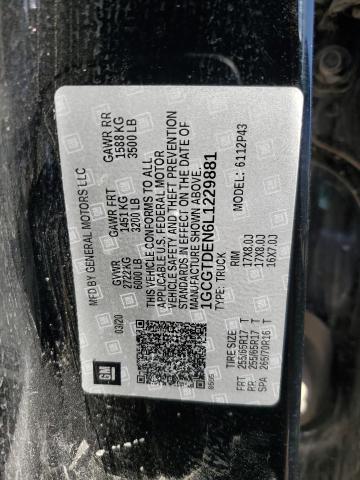 MFD BY GENERAL MOTORS LLC
03/20
GVWR
2722KG
6000 LB
GAWR FRT
1451 KG
3200 LB
GAWR RR
1588 KG
3500 LB
THIS VEHICLE CONFORMS TO ALL
APPLICABLE U.S. FEDERAL MOTOR
VEHICLE SAFETY AND THEFT PREVENTION
STANDARDS IN EFFECT ON THE DATE OF
MANUFACTURE SHOWN ABOVE.
1GCGTDEN6L1229881
TYPE: TRUCK
MODEL: 6112P43
GM
TIRE SIZE: RIM
FRT 255/65R17 T 17X8.0J
RR 255/65R17 T 17X8.0J
SPA 265/70R16 T 16X7.0J